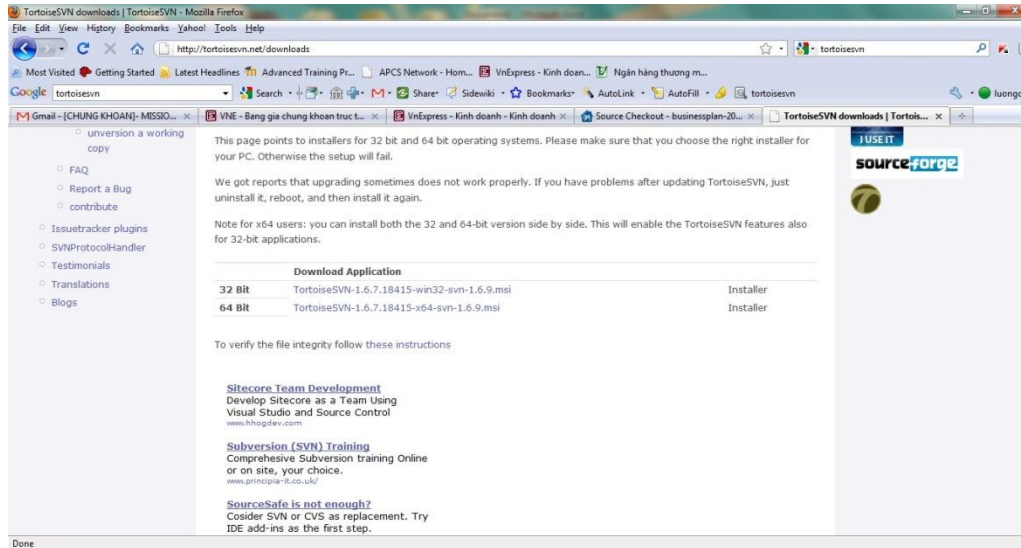 TortoiseSVN downloads | TortoiseSVN - Mozilla Firefox
File Edit View History Bookmarks Yahoo! Tools Help
http://tortoisesvn.net/downloads
tortoisesvn
Most Visited Getting Started Latest Headlines Advanced Training Pr... APCS Network - Hom... VnExpress - Kinh doan... Ngân hàng thương m...
Google tortoisesvn Search Share Sidewiki Bookmarks AutoLink AutoFill tortoisesvn luongc
Gmail - [CHUNG KHOAN]- MISSIO... VNE - Bang gia chung khoan truc t... VnExpress - Kinh doanh - Kinh doanh Source Checkout - businessplan-20... TortoiseSVN downloads | Tortois...
unversion a working
copy
FAQ
Report a Bug
contribute
Issuetracker plugins
SVNProtocolHandler
Testimonials
Translations
Blogs
This page points to installers for 32 bit and 64 bit operating systems. Please make sure that you choose the right installer for
your PC. Otherwise the setup will fail.
We got reports that upgrading sometimes does not work properly. If you have problems after updating TortoiseSVN, just
uninstall it, reboot, and then install it again.
Note for x64 users: you can install both the 32 and 64-bit version side by side. This will enable the TortoiseSVN features also
for 32-bit applications.
Download Application
32 Bit TortoiseSVN-1.6.7.18415-win32-svn-1.6.9.msi Installer
64 Bit TortoiseSVN-1.6.7.18415-x64-svn-1.6.9.msi Installer
To verify the file integrity follow these instructions
Sitecore Team Development
Develop Sitecore as a Team Using
Visual Studio and Source Control
www.hhogdev.com
Subversion (SVN) Training
Comprehesive Subversion training Online
or on site, your choice.
www.principia-it.co.uk/
SourceSafe is not enough?
Cosider SVN or CVS as replacement. Try
IDE add-ins as the first step.
I USE IT
sourceforge
Done